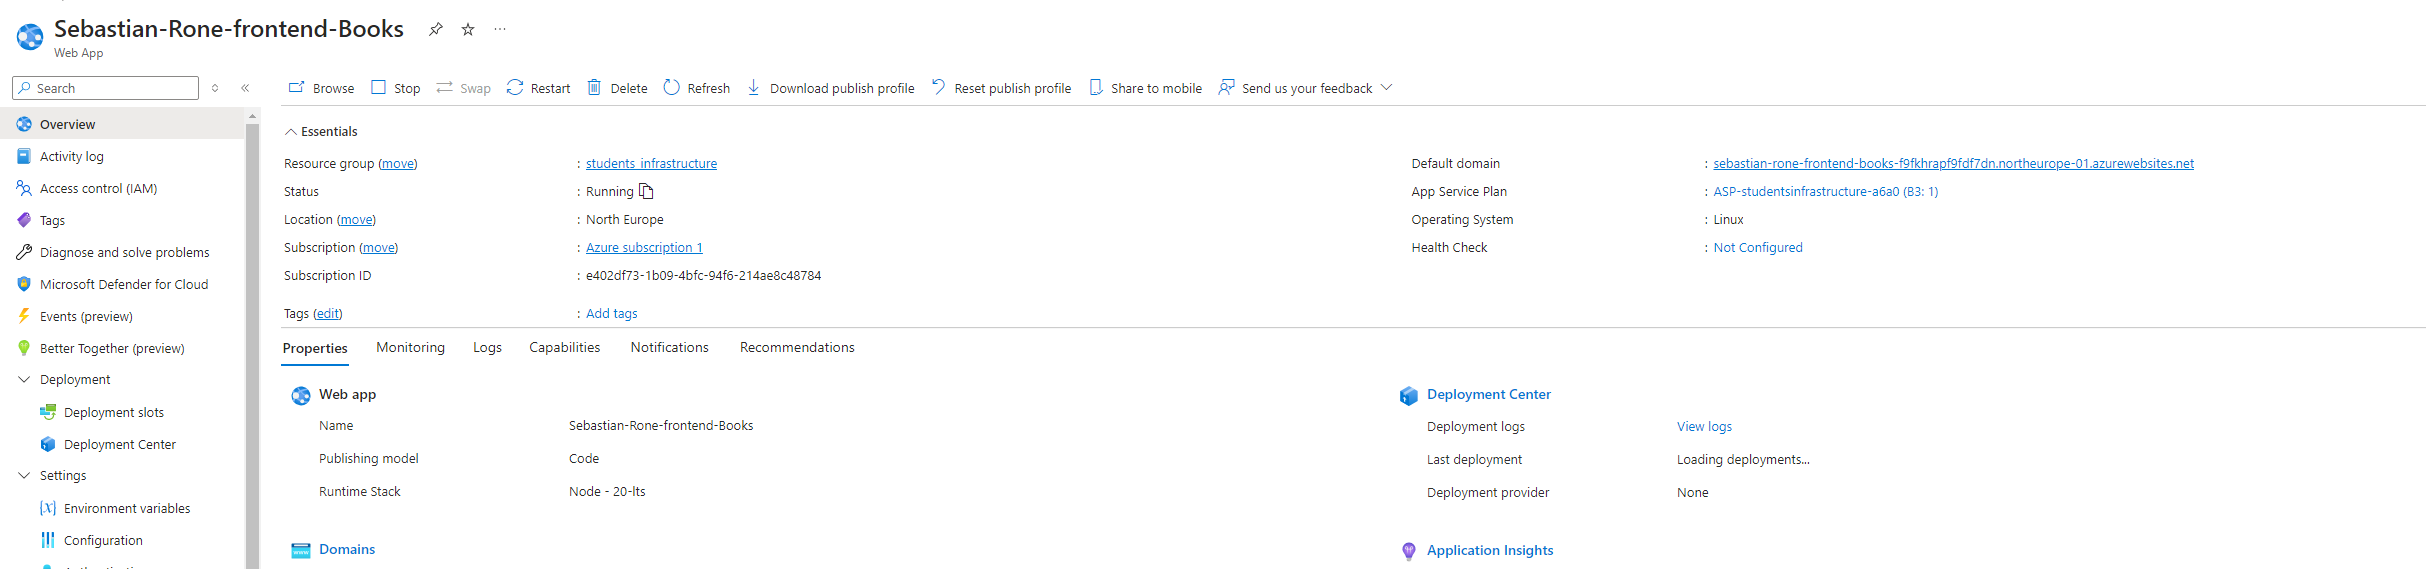 Sebastian-Rone-frontend-Books
Web App
Search
Browse Stop Swap Restart Delete Refresh Download publish profile Reset publish profile Share to mobile Send us your feedback
Overview
Activity log
Access control (IAM)
Tags
Diagnose and solve problems
Microsoft Defender for Cloud
Events (preview)
Better Together (preview)
Deployment
Deployment slots
Deployment Center
Settings
Environment variables
Configuration
Essentials
Resource group (move) : students_infrastructure
Status : Running
Location (move) : North Europe
Subscription (move) : Azure subscription 1
Subscription ID : e402df73-1b09-4bfc-94f6-214ae8c48784
Tags (edit) : Add tags
Default domain : sebastian-rone-frontend-books-f9fkhrapf9fdf7dn.northeurope-01.azurewebsites.net
App Service Plan : ASP-studentsinfrastructure-a6a0 (B3: 1)
Operating System : Linux
Health Check : Not Configured
Properties Monitoring Logs Capabilities Notifications Recommendations
Web app
Name Sebastian-Rone-frontend-Books
Publishing model Code
Runtime Stack Node - 20-lts
Domains
Deployment Center
Deployment logs View logs
Last deployment Loading deployments...
Deployment provider None
Application Insights